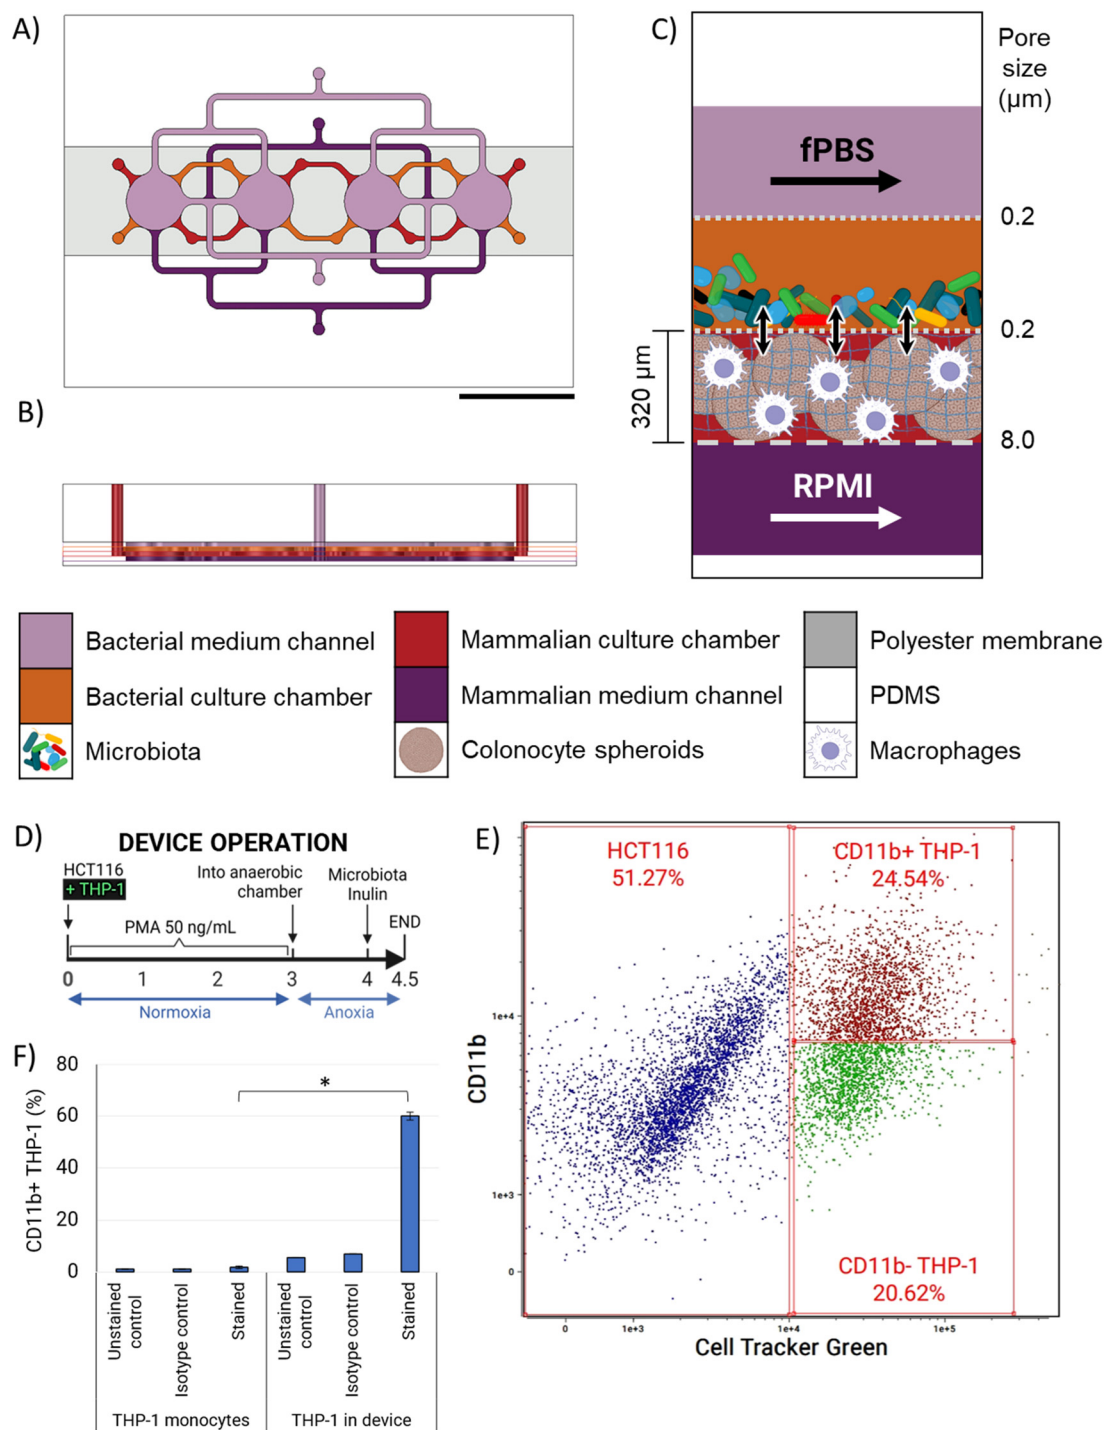 A)
C)
Pore
size
(µm)
fPBS
0.2
0.2
320 µm
8.0
RPMI
B)
Bacterial medium channel
Mammalian culture chamber
Polyester membrane
Bacterial culture chamber
Mammalian medium channel
PDMS
Microbiota
Colonocyte spheroids
Macrophages
D)
DEVICE OPERATION
HCT116
+ THP-1
Into anaerobic
chamber
Microbiota
Inulin
END
PMA 50 ng/mL
0 1 2 3 4 4.5
Normoxia
Anoxia
E)
HCT116
51.27%
CD11b+ THP-1
24.54%
CD11b- THP-1
20.62%
CD11b
1e+4
1e+3
0
0 1e+3 1e+4 1e+5
Cell Tracker Green
F)
CD11b+ THP-1 (%)
80
60
40
20
0
*
Unstained
control
Isotype control
Stained
Unstained
control
Isotype control
Stained
THP-1 monocytes
THP-1 in device